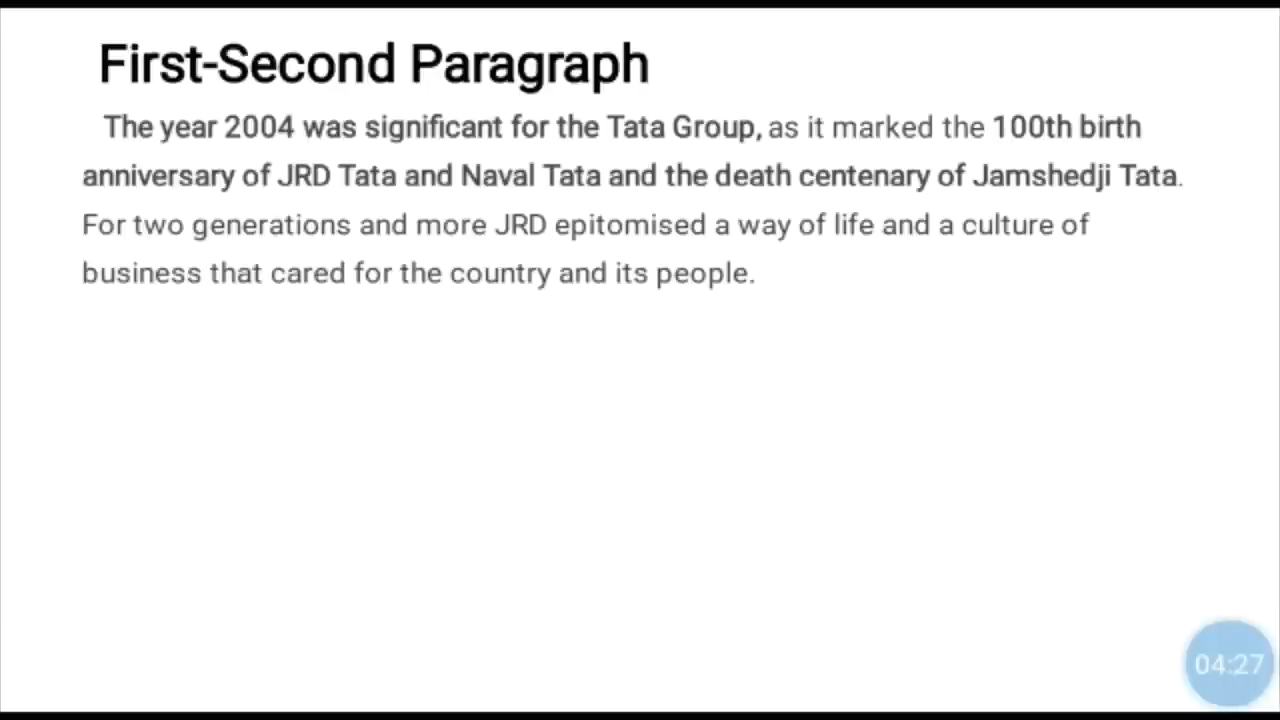 First-Second Paragraph
The year 2004 was significant for the Tata Group, as it marked the 100th birth
anniversary of JRD Tata and Naval Tata and the death centenary of Jamshedji Tata.
For two generations and more JRD epitomised a way of life and a culture of
business that cared for the country and its people.
04:27